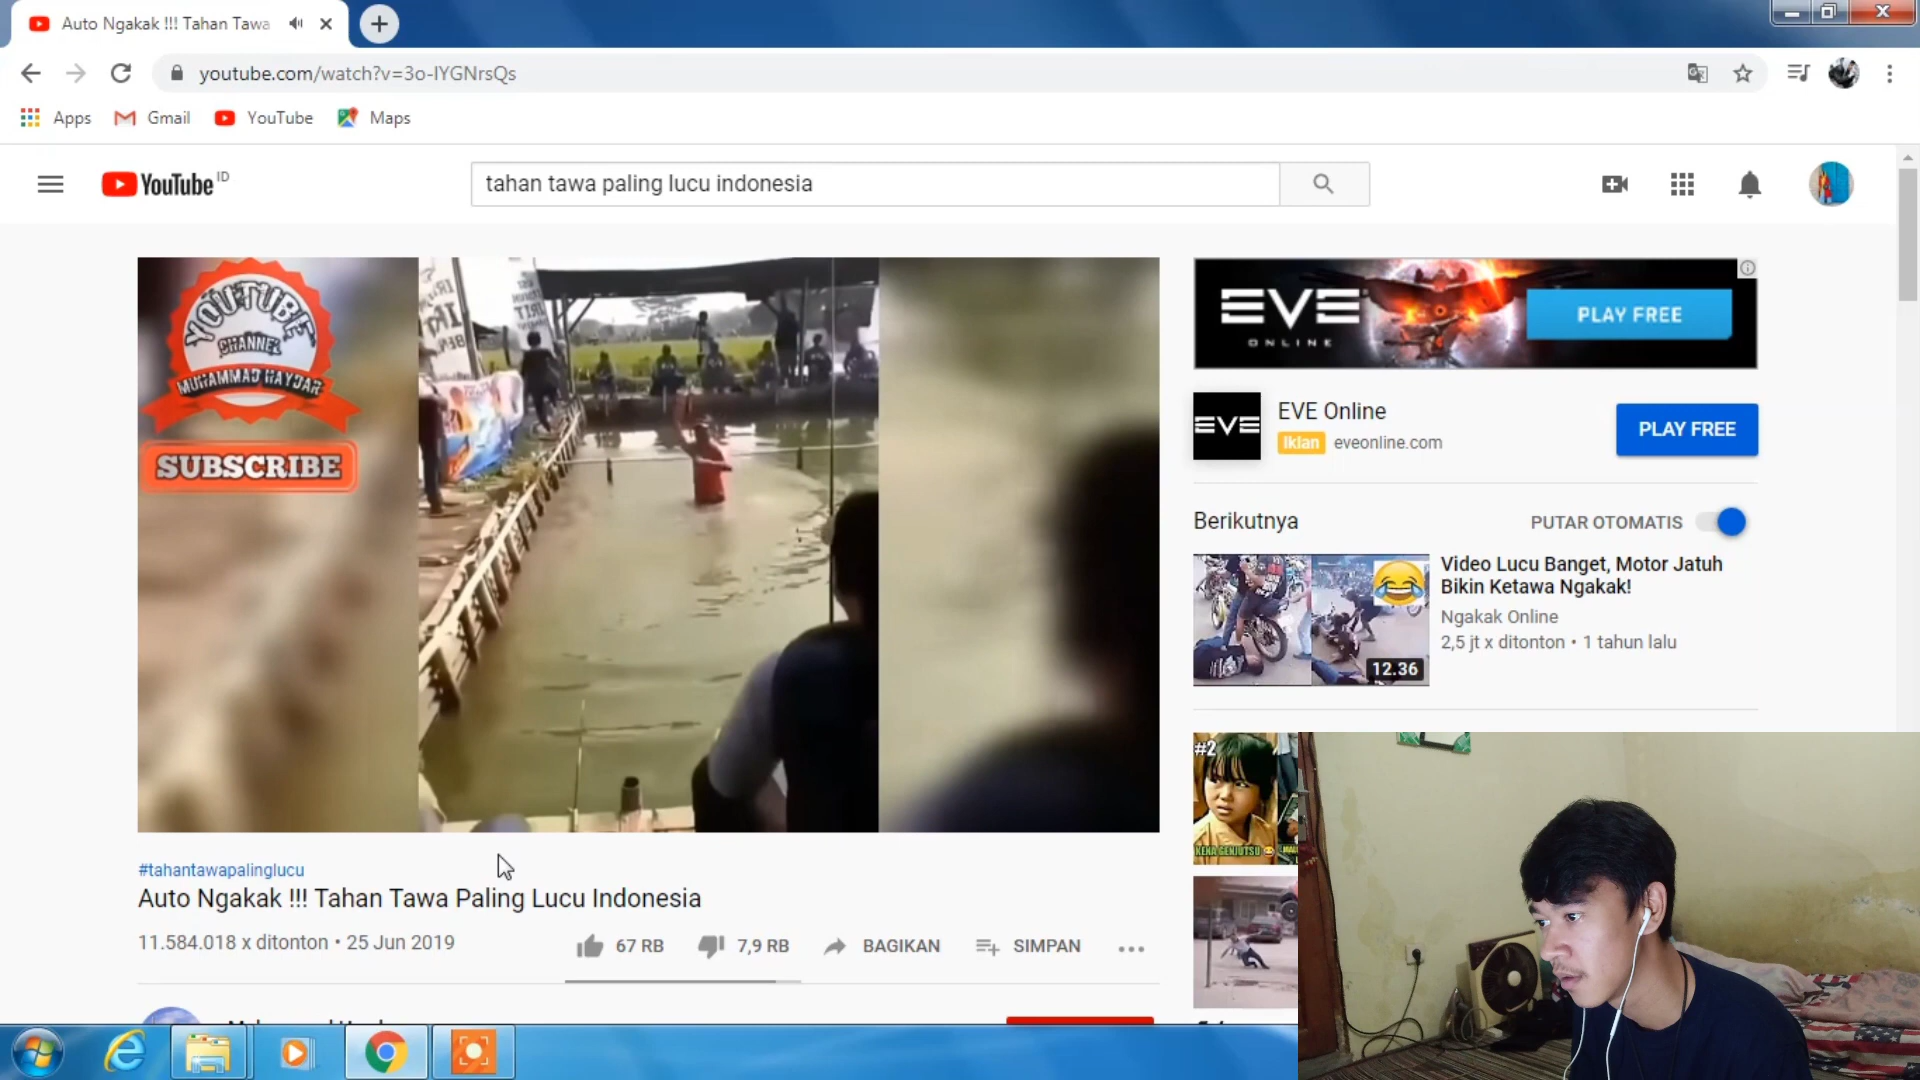 Auto Ngakak !!! Tahan Tawa
youtube.com/watch?v=3o-IYGNrsQs
Apps
Gmail
YouTube
Maps
YouTube ID
tahan tawa paling lucu indonesia
YOUTUBE
CHANNEL
MUHAMMAD HAYDAR
SUBSCRIBE
EVE
ONLINE
PLAY FREE
EVE
EVE Online
Iklan eveonline.com
PLAY FREE
Berikutnya
PUTAR OTOMATIS
12.36
Video Lucu Banget, Motor Jatuh
Bikin Ketawa Ngakak!
Ngakak Online
2,5 jt x ditonton • 1 tahun lalu
#2
KENA GENJUTSU
#tahantawapalinglucu
Auto Ngakak !!! Tahan Tawa Paling Lucu Indonesia
11.584.018 x ditonton • 25 Jun 2019
67 RB
7,9 RB
BAGIKAN
SIMPAN